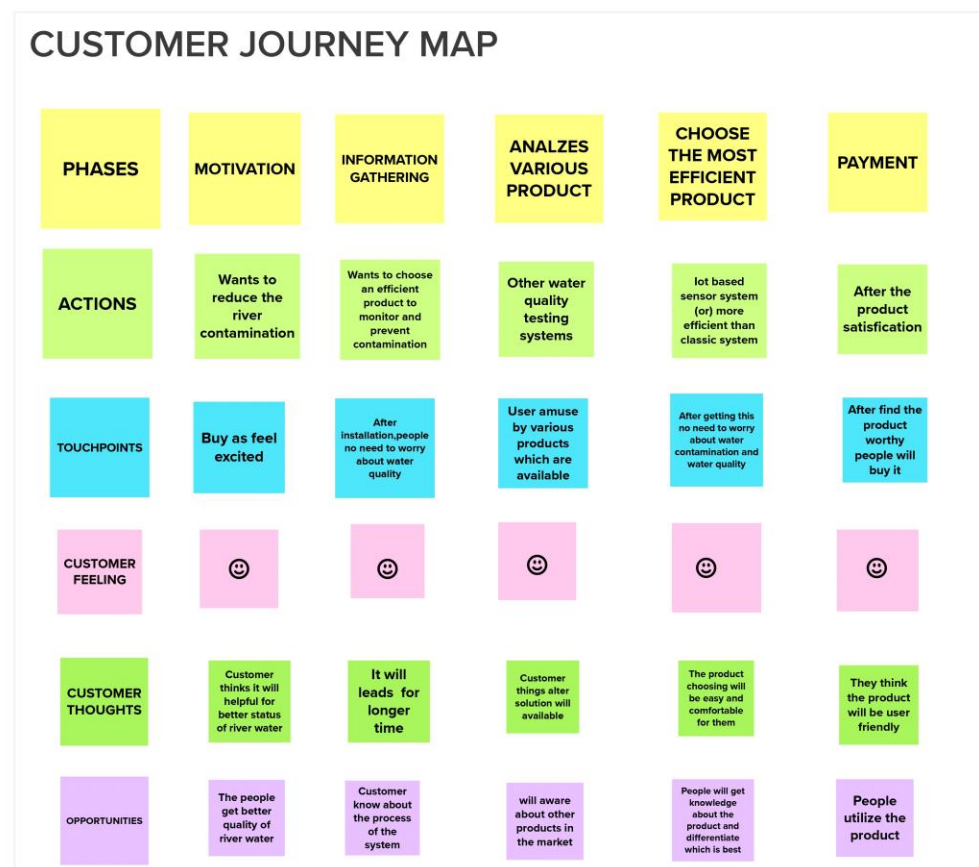 CUSTOMER JOURNEY MAP
PHASES
MOTIVATION
INFORMATION
GATHERING
ANALZES
VARIOUS
PRODUCT
CHOOSE
THE MOST
EFFICIENT
PRODUCT
PAYMENT
ACTIONS
Wants to
reduce the
river
contamination
Wants to choose
an efficient
product to
monitor and
prevent
contamination
Other water
quality
testing
systems
Iot based
sensor system
(or) more
efficient than
classic system
After the
product
satisfication
TOUCHPOINTS
Buy as feel
excited
After
installation,people
no need to worry
about water
quality
User amuse
by various
products
which are
available
After getting this
no need to worry
about water
contamination and
water quality
After find the
product
worthy
people will
buy it
CUSTOMER
FEELING
CUSTOMER
THOUGHTS
Customer
thinks it will
helpful for
better status
of river water
It will
leads for
longer
time
Customer
things alter
solution will
available
The product
choosing will
be easy and
comfortable
for them
They think
the product
will be user
friendly
OPPORTUNITIES
The people
get better
quality of
river water
Customer
know about
the process
of the
system
will aware
about other
products in
the market
People will get
knowledge
about the
product and
differentiate
which is best
People
utilize the
product